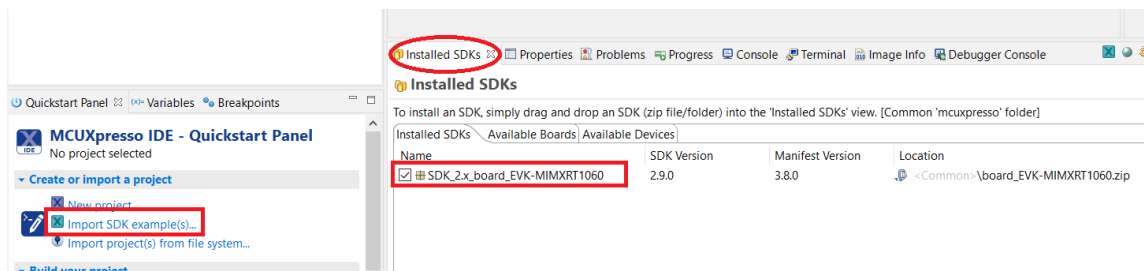 Installed SDKs Properties Problems Progress Console Terminal Image Info Debugger Console
Installed SDKs
To install an SDK, simply drag and drop an SDK (zip file/folder) into the 'Installed SDKs' view. [Common 'mcuxpresso' folder]
Installed SDKs Available Boards Available Devices
Name SDK Version Manifest Version Location
SDK_2.x_board_EVK-MIMXRT1060 2.9.0 3.8.0 <Common>\board_EVK-MIMXRT1060.zip
Quickstart Panel (x)= Variables Breakpoints
IDE
MCUXpresso IDE - Quickstart Panel
No project selected
Create or import a project
New project...
Import SDK example(s)...
Import project(s) from file system...
Build your project